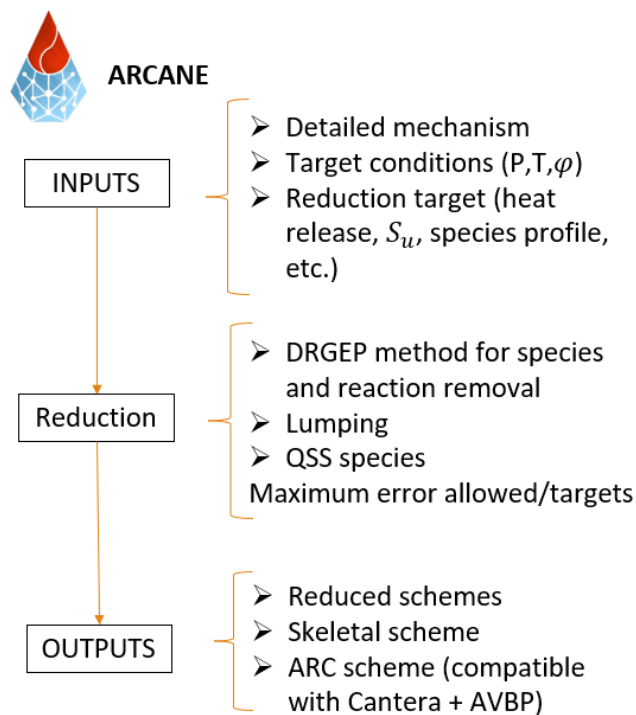 ARCANE
INPUTS
➢ Detailed mechanism
➢ Target conditions (P,T,φ)
➢ Reduction target (heat
release, S_u, species profile,
etc.)
Reduction
➢ DRGEP method for species
and reaction removal
➢ Lumping
➢ QSS species
Maximum error allowed/targets
OUTPUTS
➢ Reduced schemes
➢ Skeletal scheme
➢ ARC scheme (compatible
with Cantera + AVBP)